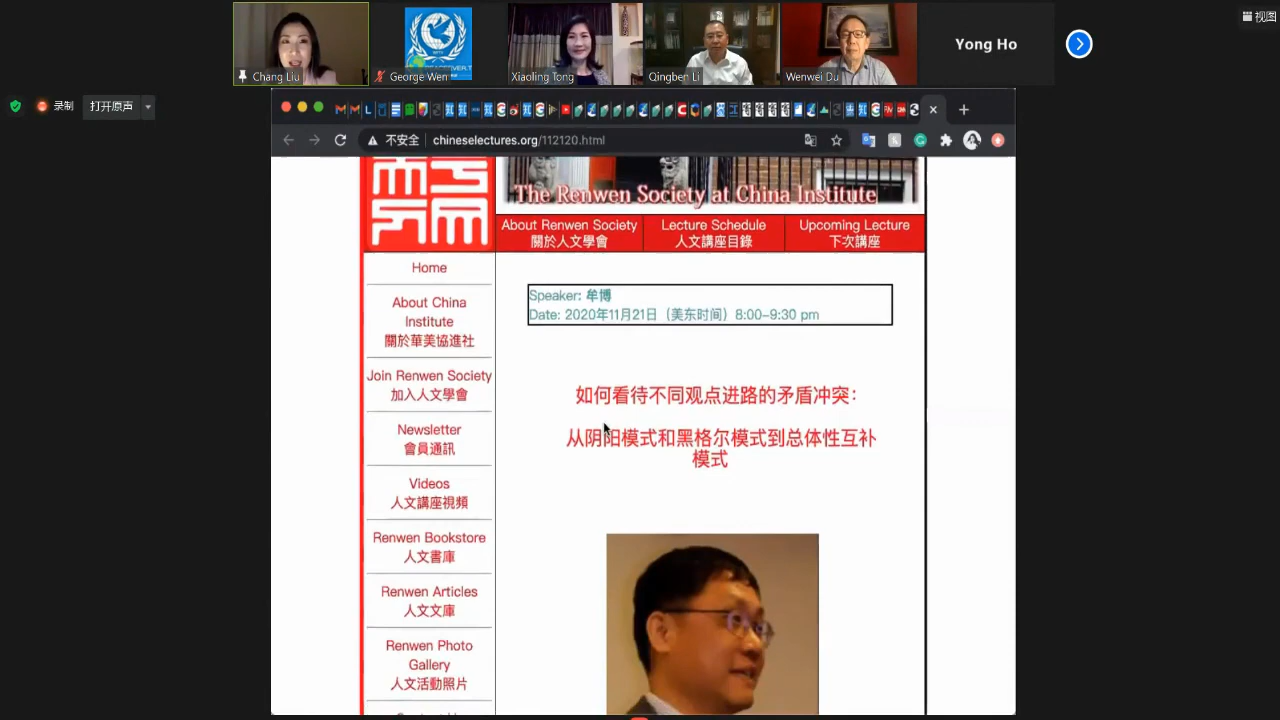 Chang Liu
George Wen
Xiaoling Tong
Qingben Li
Wenwei Du
Yong Ho
视图
录制
打开原声
不安全
chineselectures.org/112120.html
The Renwen Society at China Institute
About Renwen Society
關於人文學會
Lecture Schedule
人文講座目錄
Upcoming Lecture
下次講座
Home
About China
Institute
關於華美協進社
Join Renwen Society
加入人文學會
Newsletter
會員通訊
Videos
人文講座視頻
Renwen Bookstore
人文書庫
Renwen Articles
人文文庫
Renwen Photo
Gallery
人文活動照片
Speaker: 牟博
Date: 2020年11月21日（美东时间）8:00-9:30 pm
如何看待不同观点进路的矛盾冲突：
从阴阳模式和黑格尔模式到总体性互补
模式